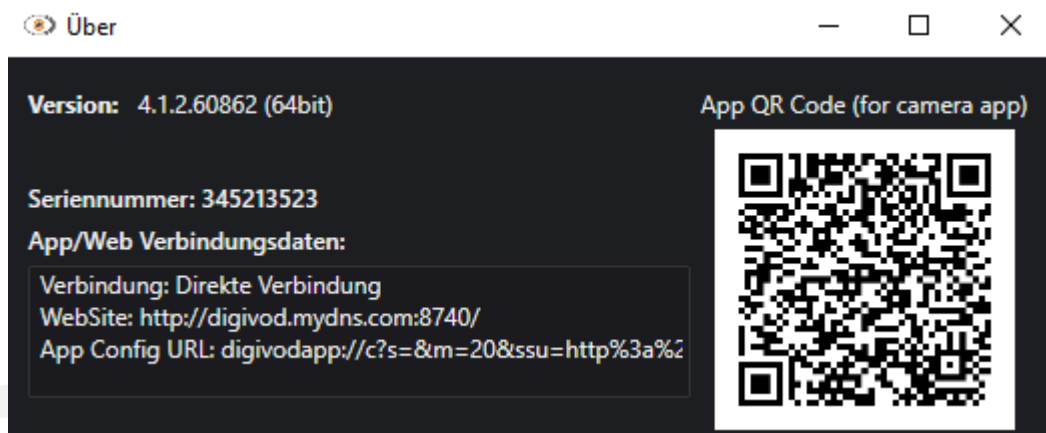 Über
Version: 4.1.2.60862 (64bit)
App QR Code (for camera app)
Seriennummer: 345213523
App/Web Verbindungsdaten:
Verbindung: Direkte Verbindung
WebSite: http://digivod.mydns.com:8740/
App Config URL: digivodapp://c?s=&m=20&ssu=http%3a%2